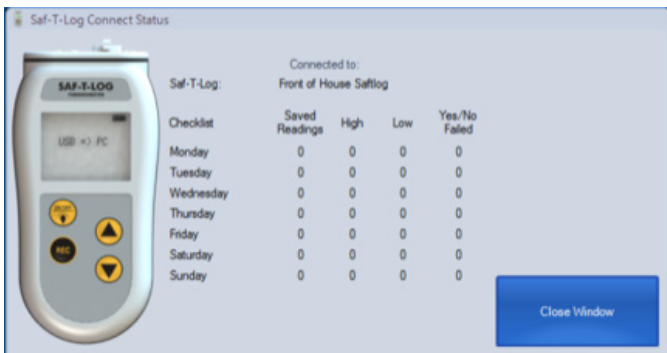 Saf-T-Log Connect Status
SAF-T-LOG
THERMOMETER
USB => PC
ON/OFF
REC
Connected to:
Saf-T-Log: Front of House Saftlog
Checklist Saved Readings High Low Yes/No Failed
Monday 0 0 0 0
Tuesday 0 0 0 0
Wednesday 0 0 0 0
Thursday 0 0 0 0
Friday 0 0 0 0
Saturday 0 0 0 0
Sunday 0 0 0 0
Close Window